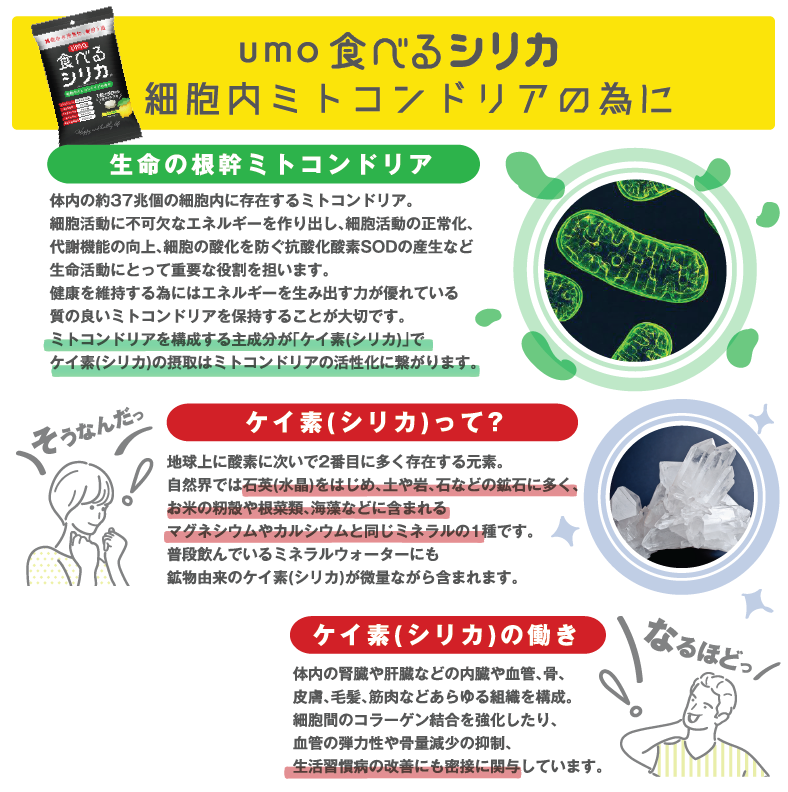 umo 食べるシリカ
細胞内ミトコンドリアの為に
umo
食べる
シリカ
生命の根幹ミトコンドリア
体内の約37兆個の細胞内に存在するミトコンドリア。
細胞活動に不可欠なエネルギーを作り出し、細胞活動の正常化、
代謝機能の向上、細胞の酸化を防ぐ抗酸化酸素SODの産生など
生命活動にとって重要な役割を担います。
健康を維持する為にはエネルギーを生み出す力が優れている
質の良いミトコンドリアを保持することが大切です。
ミトコンドリアを構成する主成分が「ケイ素(シリカ)」で
ケイ素(シリカ)の摂取はミトコンドリアの活性化に繋がります。
そうなんだっ
ケイ素(シリカ)って?
地球上に酸素に次いで2番目に多く存在する元素。
自然界では石英(水晶)をはじめ、土や岩、石などの鉱石に多く、
お米の籾殻や根菜類、海藻などに含まれる
マグネシウムやカルシウムと同じミネラルの1種です。
普段飲んでいるミネラルウォーターにも
鉱物由来のケイ素(シリカ)が微量ながら含まれます。
ケイ素(シリカ)の働き
なるほどっ
体内の腎臓や肝臓などの内臓や血管、骨、
皮膚、毛髪、筋肉などあらゆる組織を構成。
細胞間のコラーゲン結合を強化したり、
血管の弾力性や骨量減少の抑制、
生活習慣病の改善にも密接に関与しています。